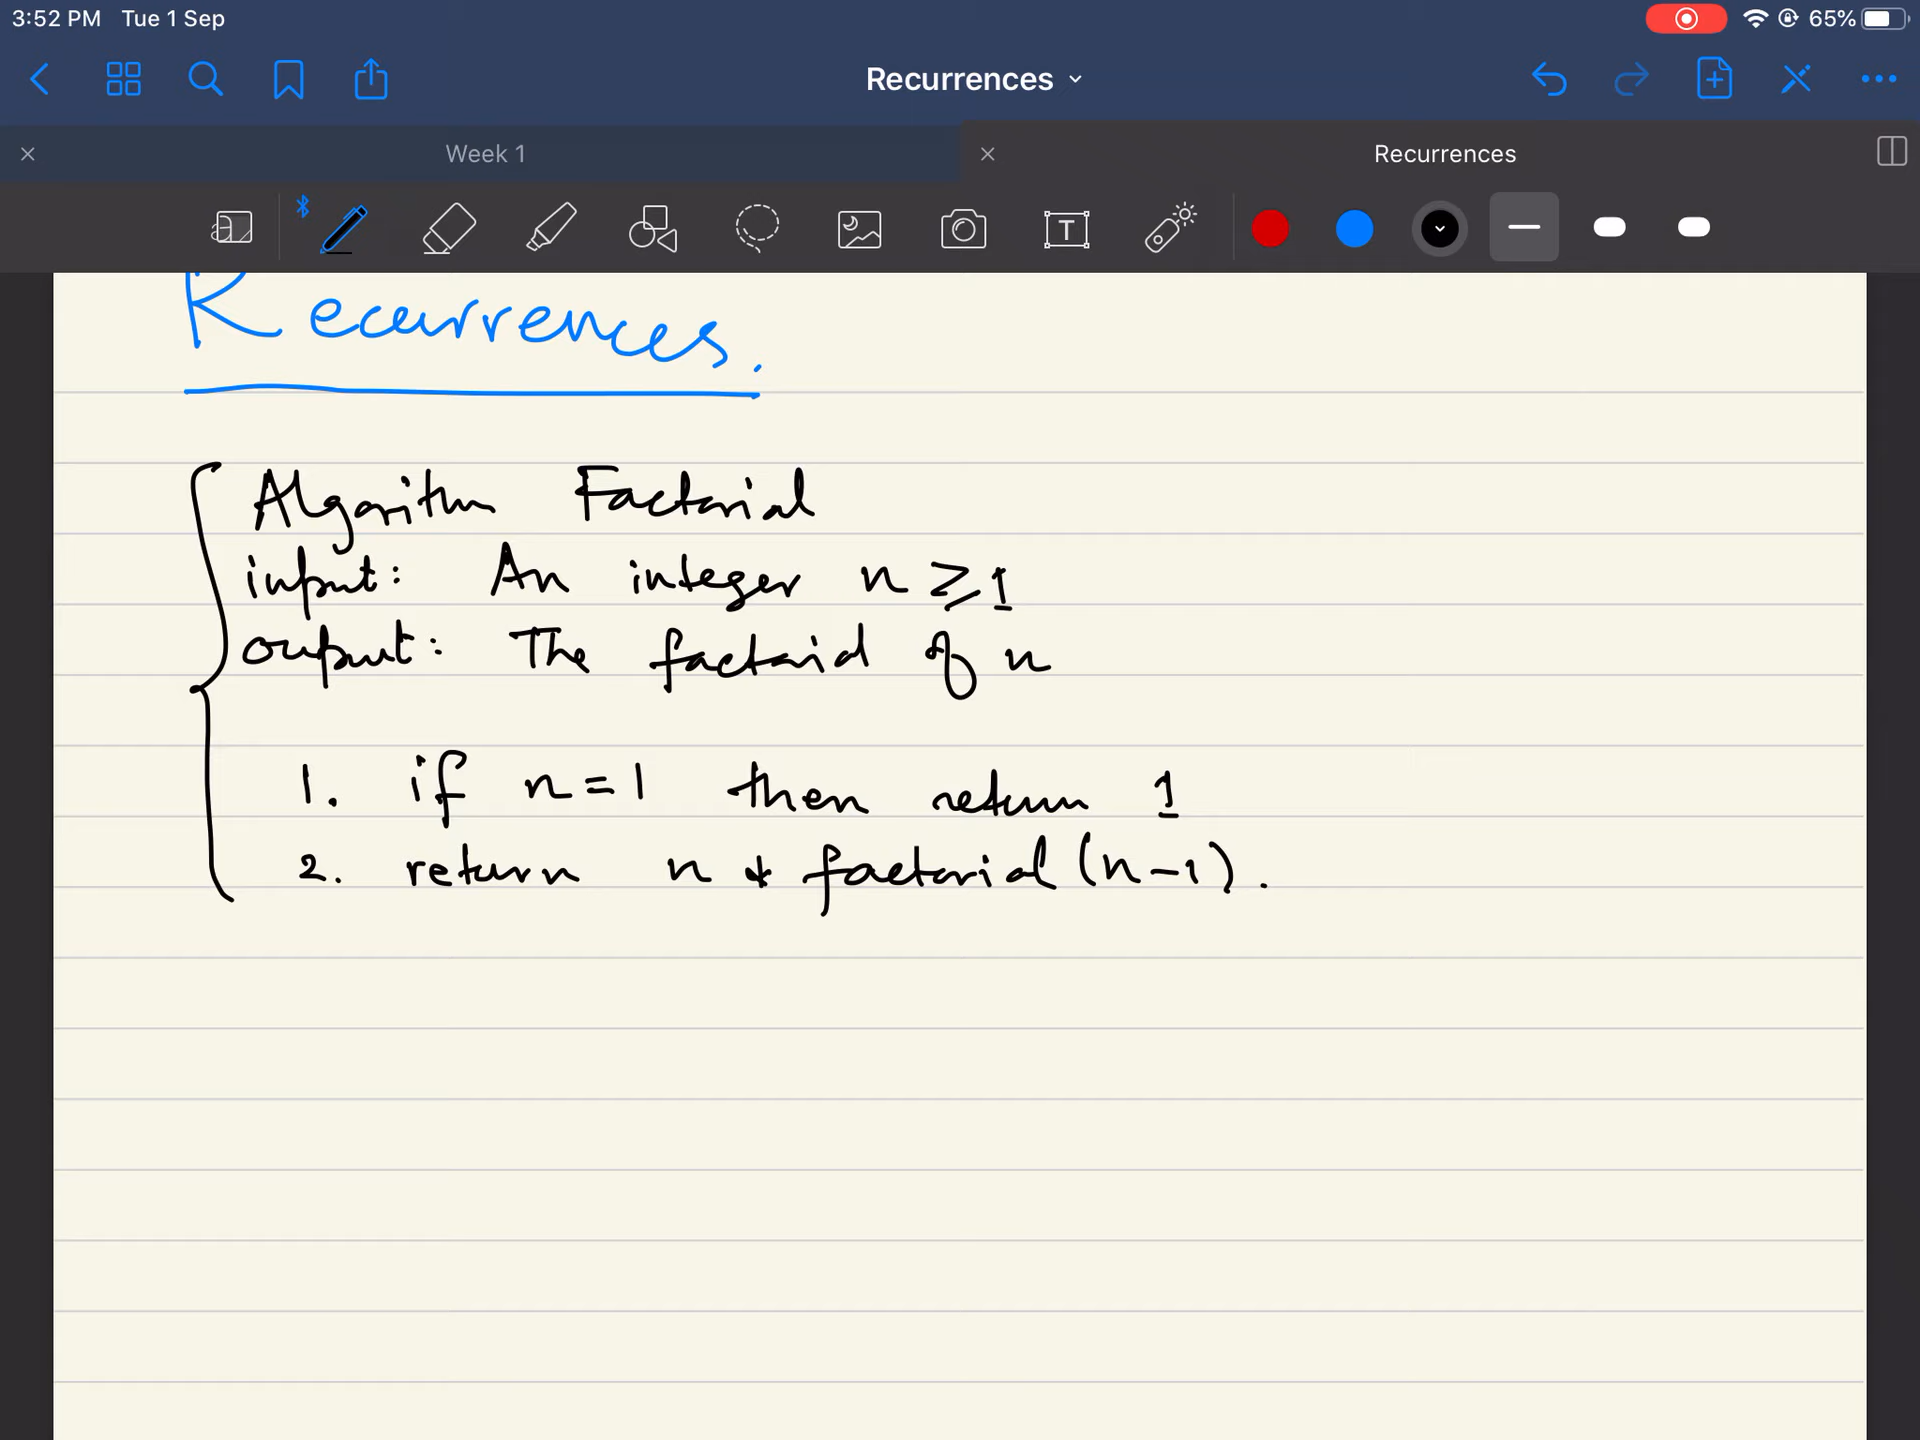 3:52 PM Tue 1 Sep 65%
Recurrences
Week 1 Recurrences
T
Recurrences.
Algorithm Factorial
input: An integer n ≥ 1
output: The factorial of n
1. if n = 1 then return 1
2. return n * factorial (n-1).